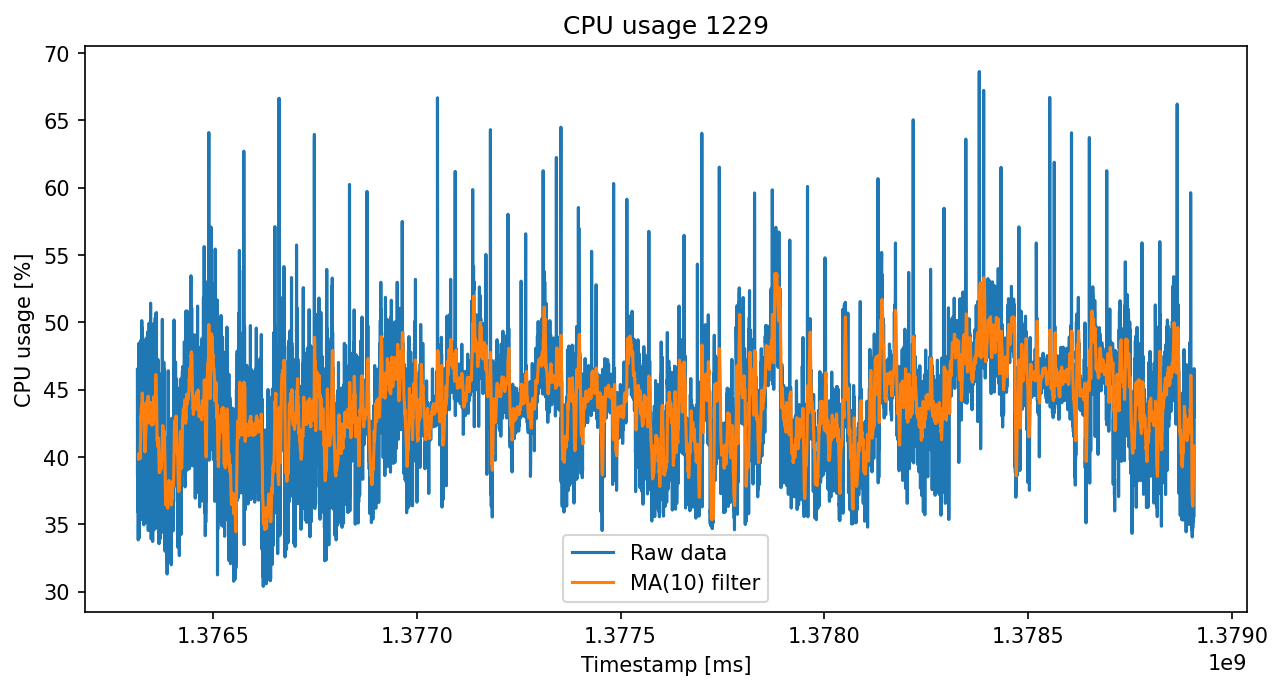 CPU usage 1229
CPU usage [%]
70
65
60
55
50
45
40
35
30
Raw data
MA(10) filter
1.3765 1.3770 1.3775 1.3780 1.3785 1.3790
1e9
Timestamp [ms]